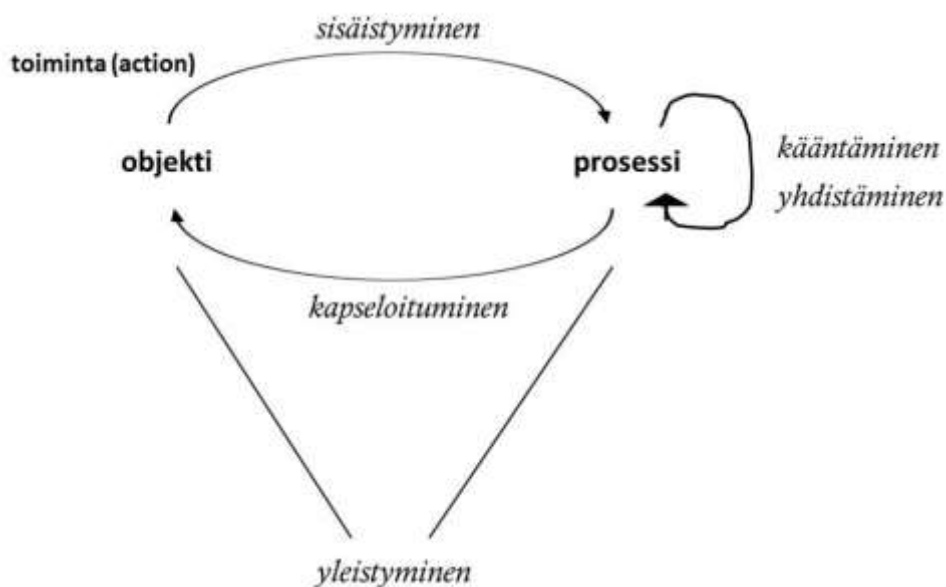 sisäistyminen
toiminta (action)
objekti
prosessi
kääntäminen
yhdistäminen
kapseloituminen
yleistyminen